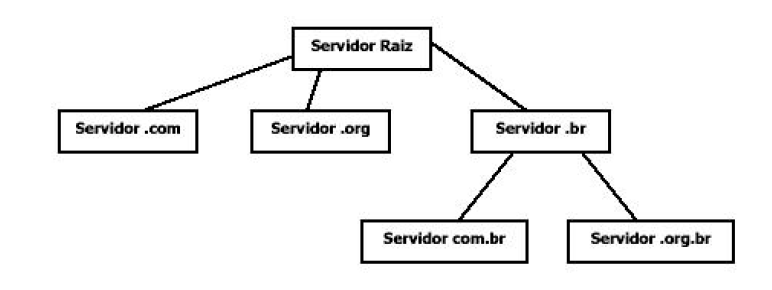 Servidor Raiz
Servidor .com
Servidor .org
Servidor .br
Servidor com.br
Servidor .org.br